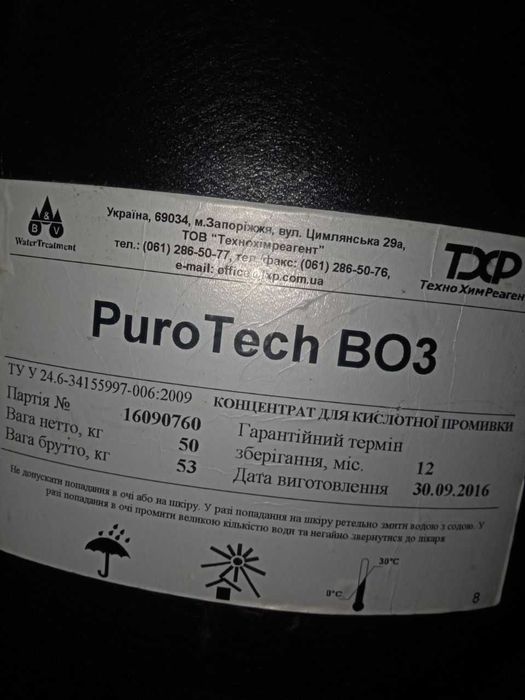 B & V
WaterTreatment
Україна, 69034, м.Запоріжжя, вул. Цимлянська 29а,
ТОВ "Технохімреагент"
тел.: (061) 286-50-77, тел./факс: (061) 286-50-76,
e-mail: office@txp.com.ua
ТХР
ТехноХимРеаген
PuroTech BO3
ТУ У 24.6-34155997-006:2009
КОНЦЕНТРАТ ДЛЯ КИСЛОТНОЇ ПРОМИВКИ
Партія № 16090760
Вага нетто, кг 50
Вага брутто, кг 53
Гарантійний термін
зберігання, міс. 12
Дата виготовлення 30.09.2016
Не допускати попадання в очі або на шкіру. У разі попадання на шкіру ретельно змити водою з содою. У
разі попадання в очі промити великою кількістю води та негайно звернутися до лікаря
30°C
0°C
8